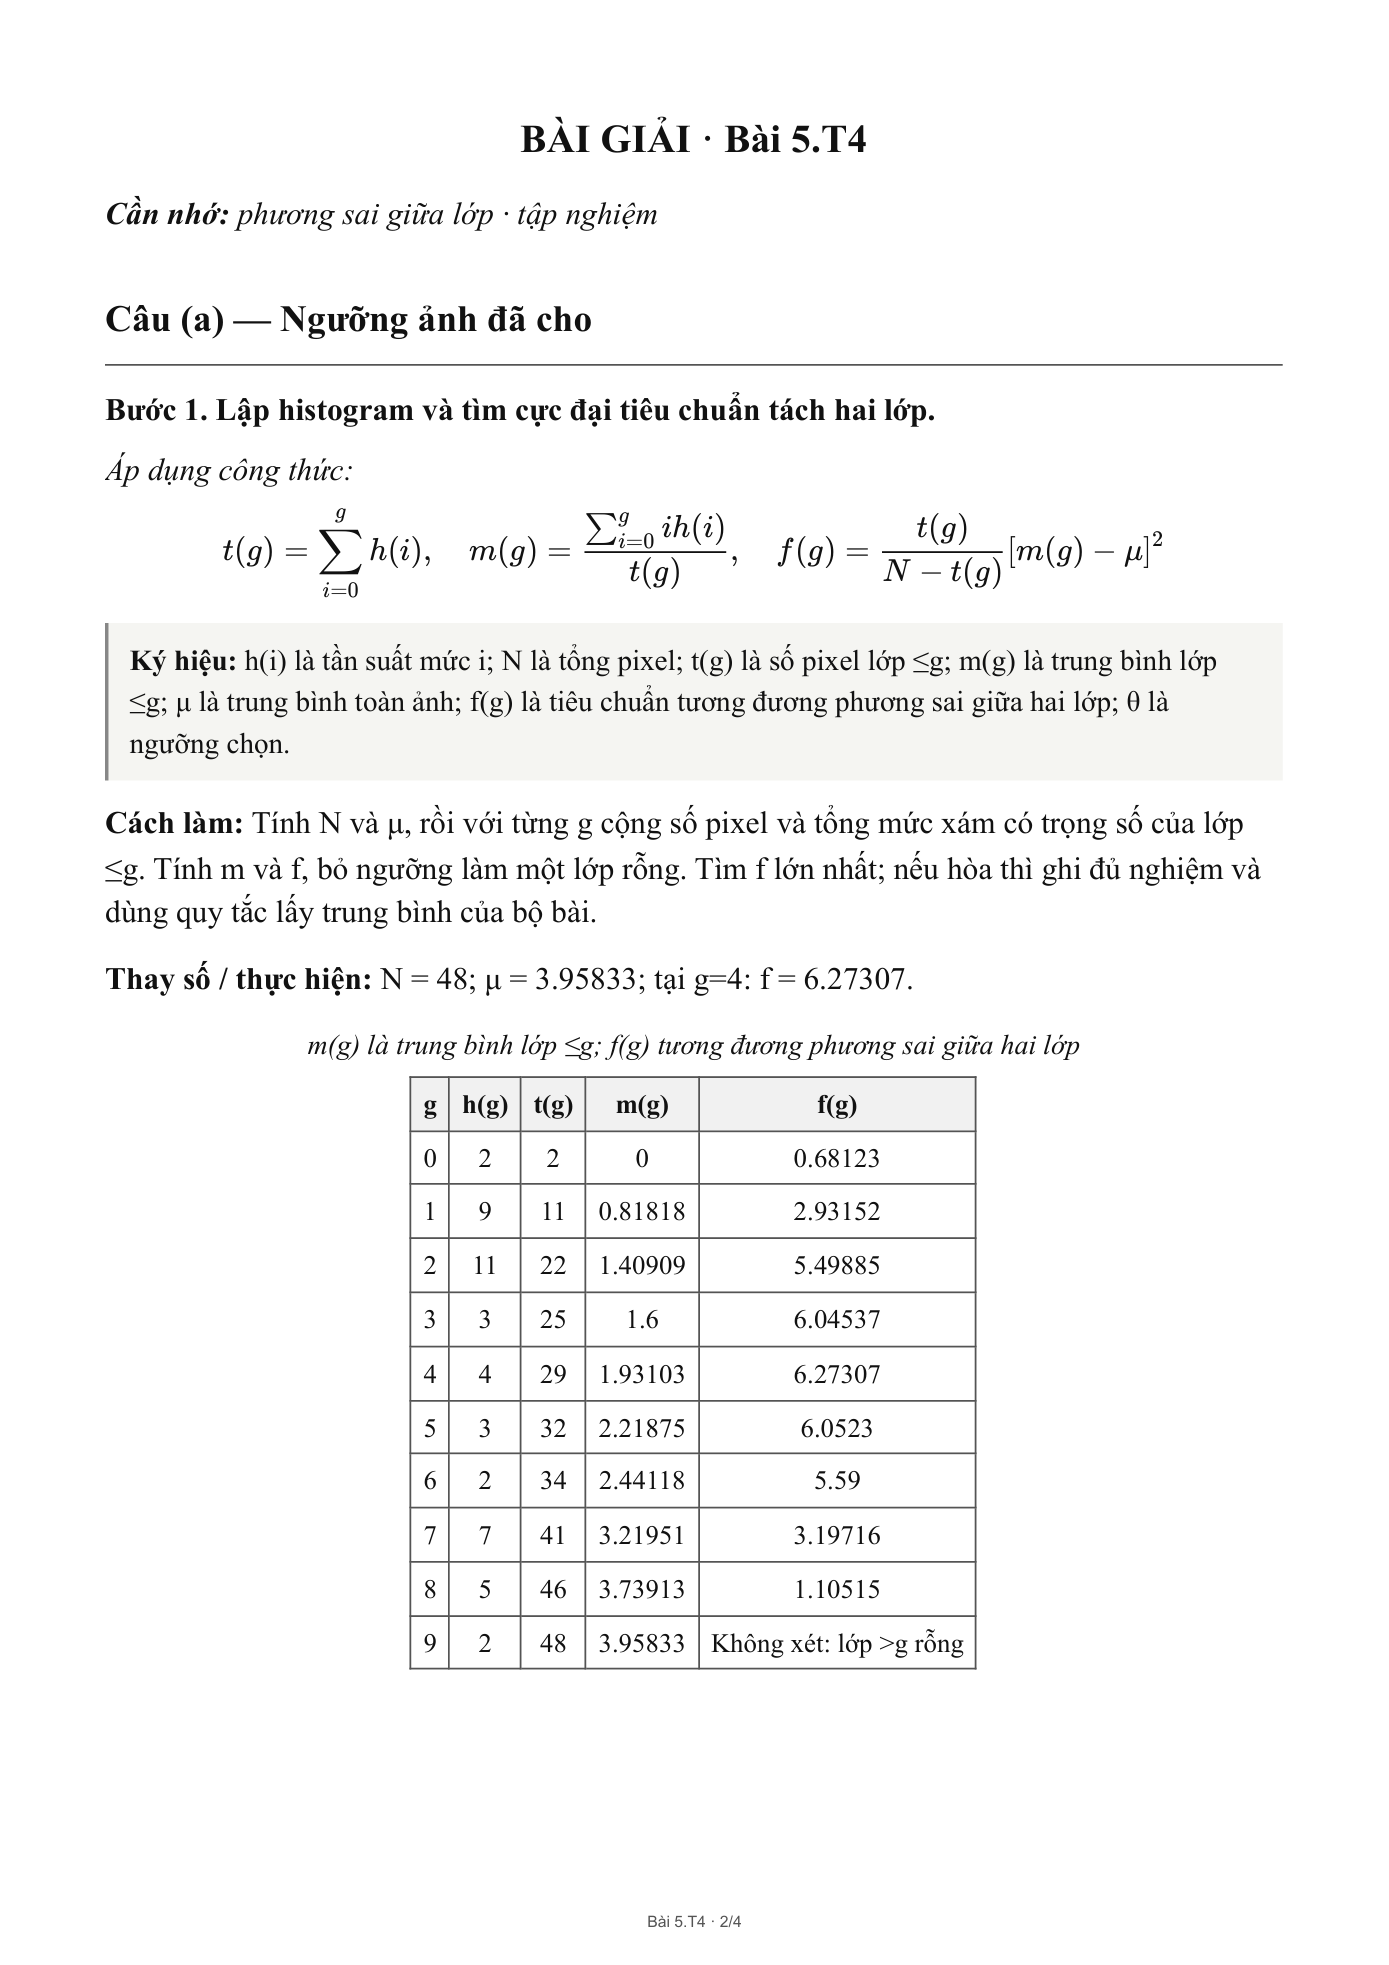 BÀI GIẢI · Bài 5.T4
Cần nhớ: phương sai giữa lớp · tập nghiệm
Câu (a) — Ngưỡng ảnh đã cho
Bước 1. Lập histogram và tìm cực đại tiêu chuẩn tách hai lớp.
Áp dụng công thức:
t(g) = \sum_{i=0}^{g} h(i), m(g) = \frac{\sum_{i=0}^{g} ih(i)}{t(g)}, f(g) = \frac{t(g)}{N − t(g)}[m(g) − μ]^2
Ký hiệu: h(i) là tần suất mức i; N là tổng pixel; t(g) là số pixel lớp ≤g; m(g) là trung bình lớp
≤g; μ là trung bình toàn ảnh; f(g) là tiêu chuẩn tương đương phương sai giữa hai lớp; θ là
ngưỡng chọn.
Cách làm: Tính N và μ, rồi với từng g cộng số pixel và tổng mức xám có trọng số của lớp
≤g. Tính m và f, bỏ ngưỡng làm một lớp rỗng. Tìm f lớn nhất; nếu hòa thì ghi đủ nghiệm và
dùng quy tắc lấy trung bình của bộ bài.
Thay số / thực hiện: N = 48; μ = 3.95833; tại g=4: f = 6.27307.
m(g) là trung bình lớp ≤g; f(g) tương đương phương sai giữa hai lớp
g h(g) t(g) m(g) f(g)
0 2 2 0 0.68123
1 9 11 0.81818 2.93152
2 11 22 1.40909 5.49885
3 3 25 1.6 6.04537
4 4 29 1.93103 6.27307
5 3 32 2.21875 6.0523
6 2 34 2.44118 5.59
7 7 41 3.21951 3.19716
8 5 46 3.73913 1.10515
9 2 48 3.95833 Không xét: lớp >g rỗng
Bài 5.T4 · 2/4